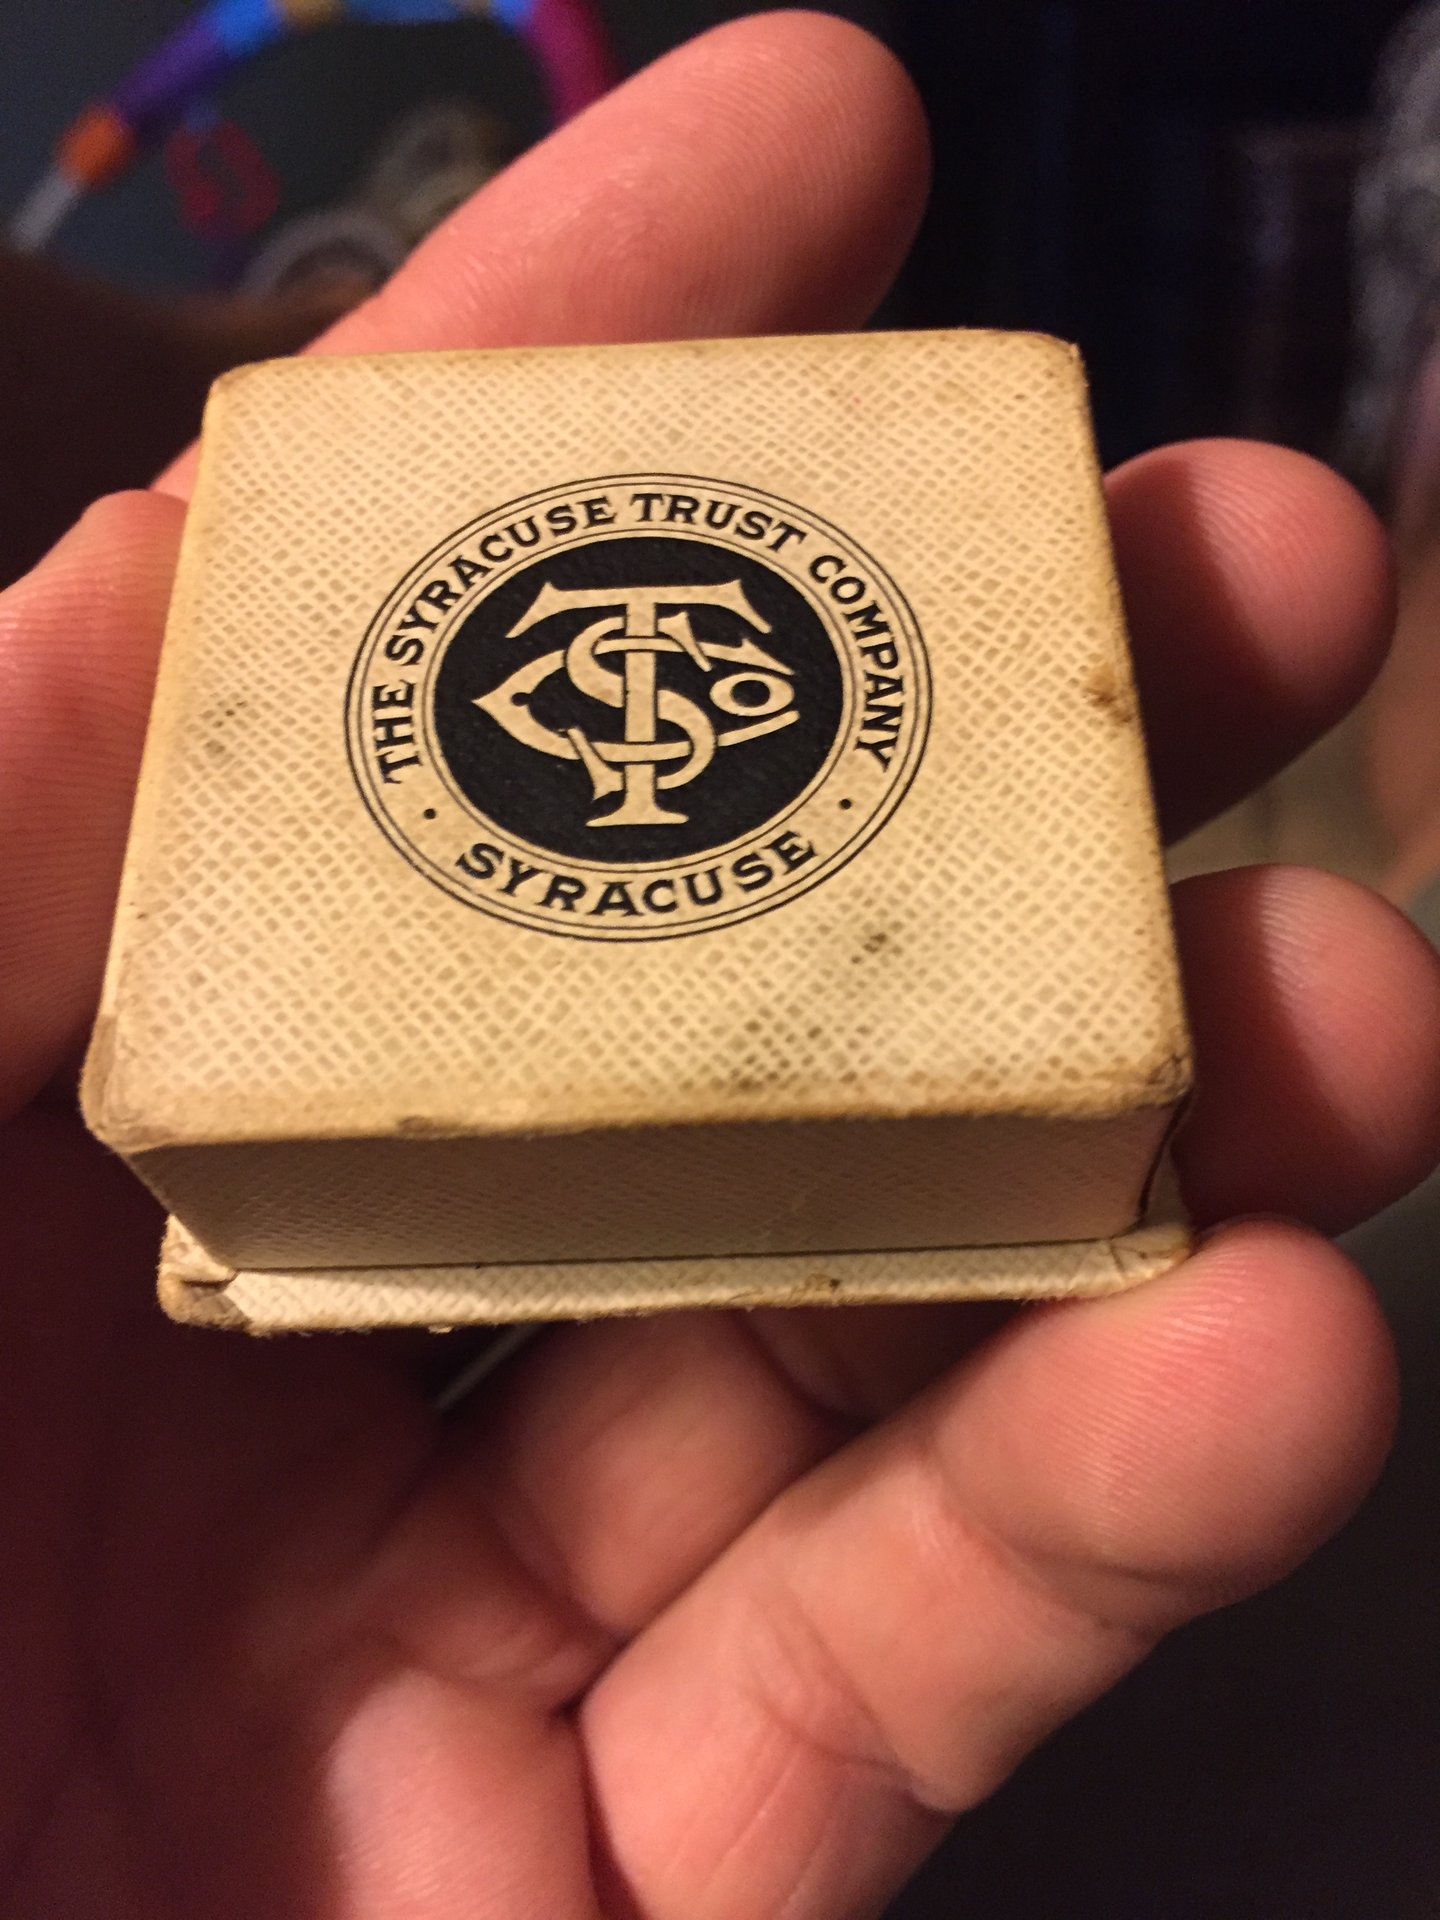 THE SYRACUSE TRUST COMPANY
STCo
· SYRACUSE ·